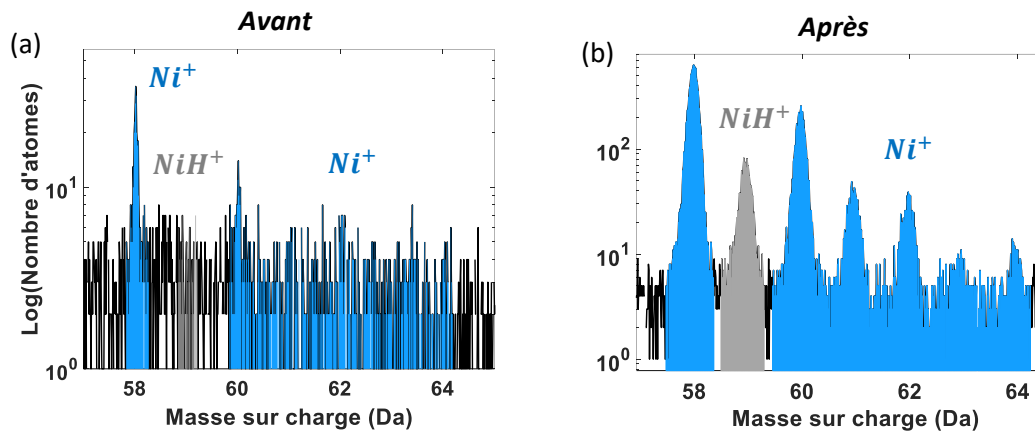 Avant
(a)
Ni⁺
NiH⁺
Ni⁺
Log(Nombre d'atomes)
10¹
10⁰
58
60
62
64
Masse sur charge (Da)
Après
(b)
NiH⁺
Ni⁺
10²
10¹
10⁰
58
60
62
64
Masse sur charge (Da)